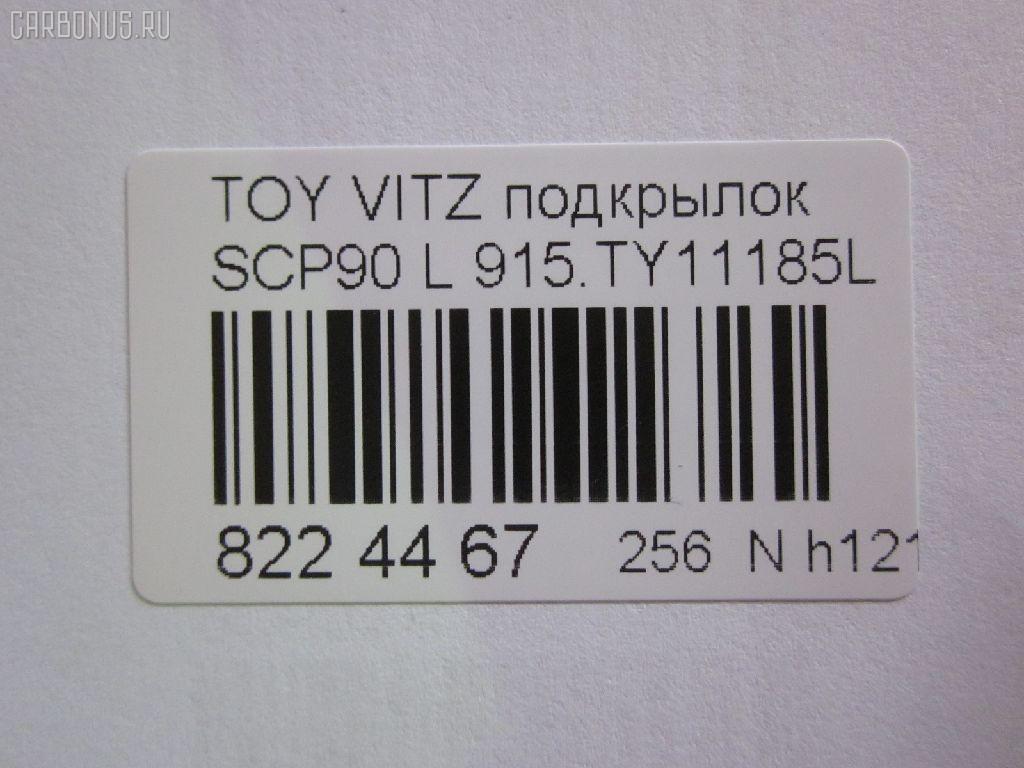 CARBONUS.RU
TOY VITZ подкрылок
SCP90 L 915.TY11185L
822 44 67 256 N h121